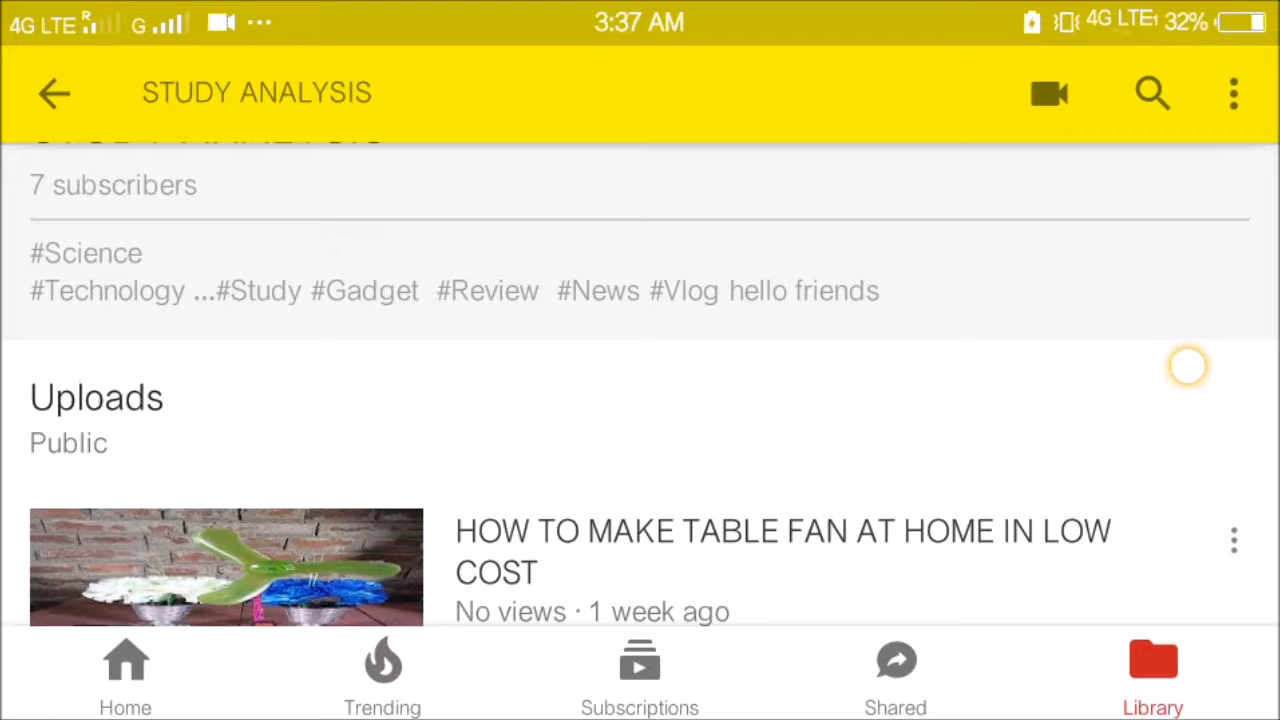 4G LTE R G 3:37 AM 4G LTE1 32%
STUDY ANALYSIS
7 subscribers
#Science
#Technology ...#Study #Gadget #Review #News #Vlog hello friends
Uploads
Public
HOW TO MAKE TABLE FAN AT HOME IN LOW
COST
No views · 1 week ago
Home Trending Subscriptions Shared Library